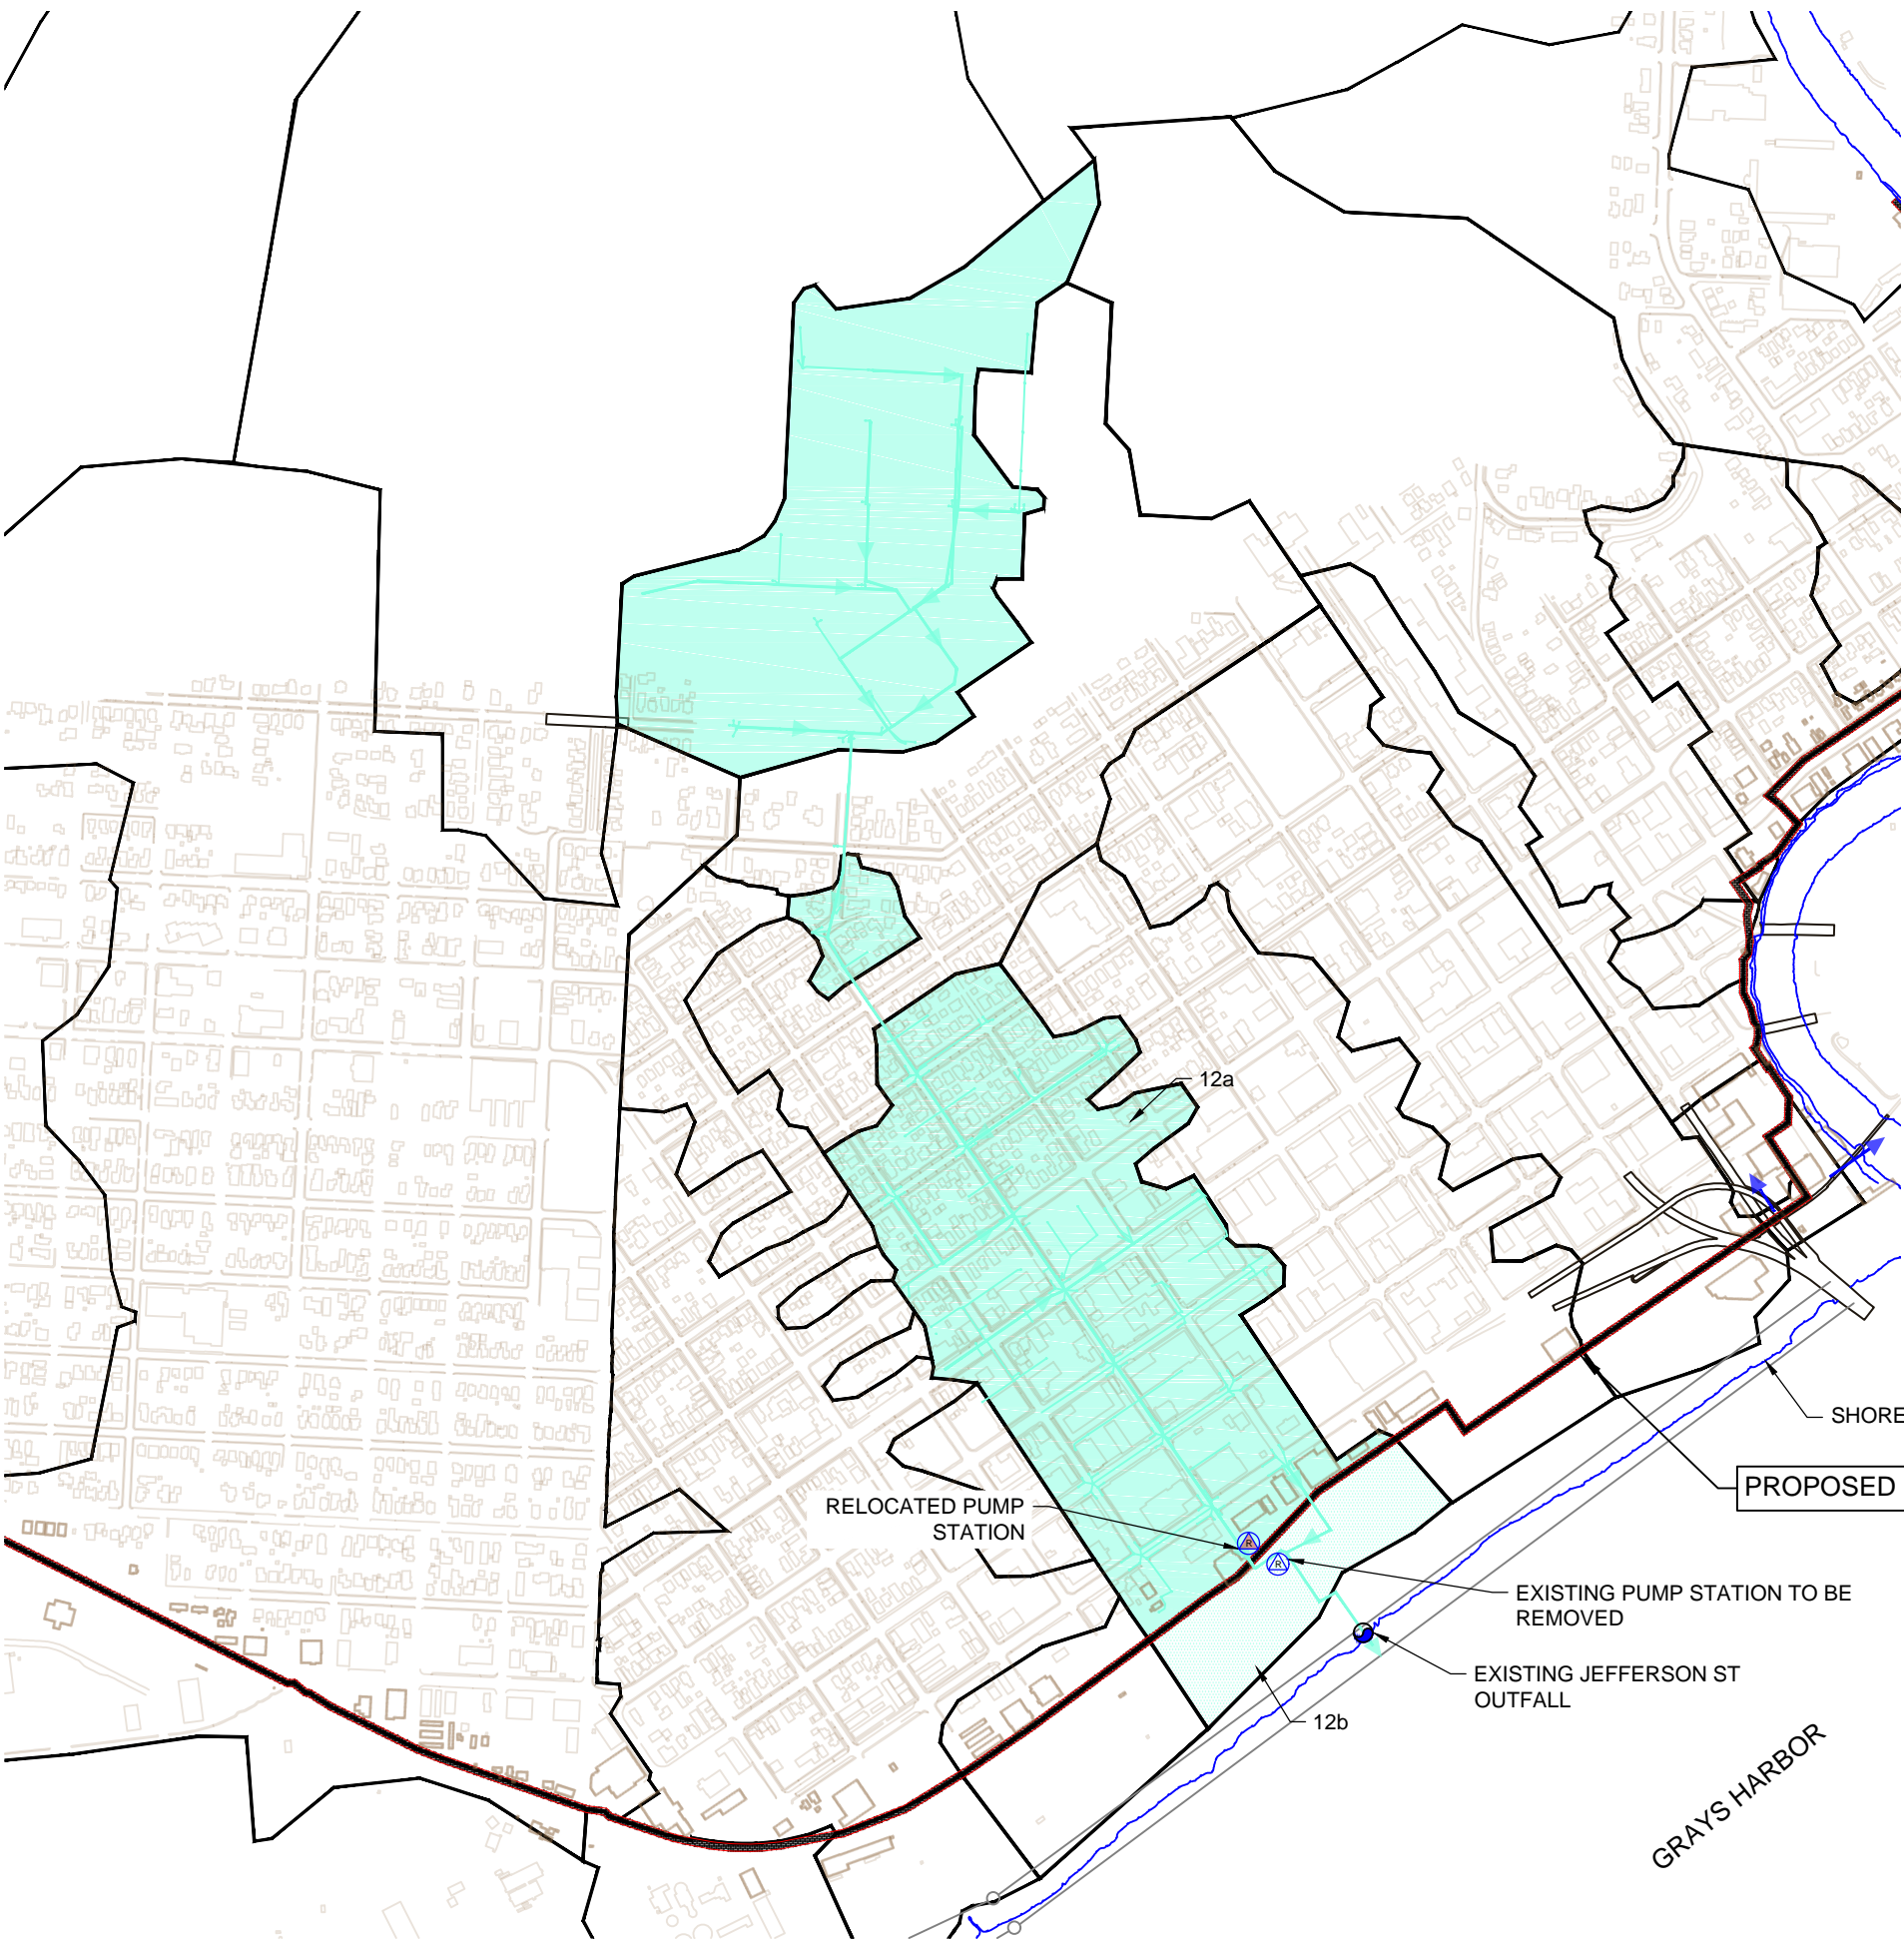 12a
SHORE
PROPOSED
RELOCATED PUMP
STATION
R
R
EXISTING PUMP STATION TO BE
REMOVED
EXISTING JEFFERSON ST
OUTFALL
12b
GRAYS HARBOR